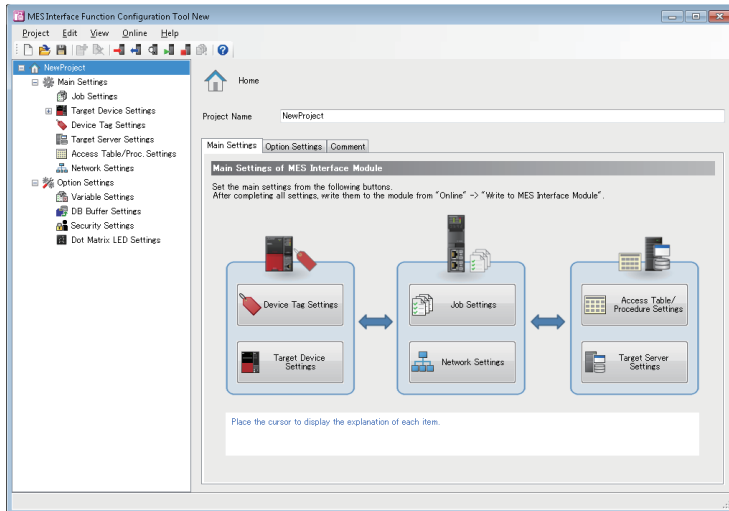 MES Interface Function Configuration Tool New
Project Edit View Online Help
NewProject
Main Settings
Job Settings
Target Device Settings
Device Tag Settings
Target Server Settings
Access Table/Proc. Settings
Network Settings
Option Settings
Variable Settings
DB Buffer Settings
Security Settings
Dot Matrix LED Settings
Home
Project Name NewProject
Main Settings Option Settings Comment
Main Settings of MES Interface Module
Set the main settings from the following buttons.
After completing all settings, write them to the module from "Online" -> "Write to MES Interface Module".
Device Tag Settings
Target Device
Settings
Job Settings
Network Settings
Access Table/
Procedure Settings
Target Server
Settings
Place the cursor to display the explanation of each item.